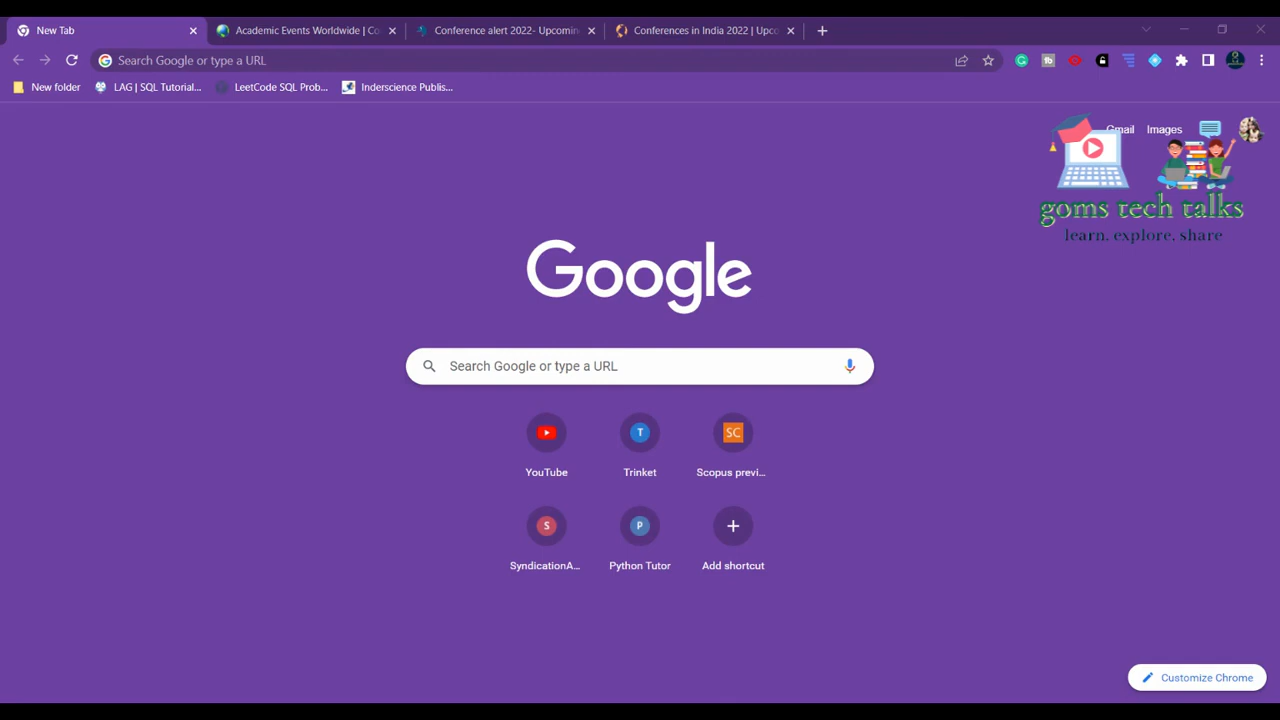 New Tab
Academic Events Worldwide | Co
Conference alert 2022- Upcomin
Conferences in India 2022 | Upco
Search Google or type a URL
New folder
LAG | SQL Tutorial...
LeetCode SQL Prob...
Inderscience Publis...
Gmail
Images
goms tech talks
learn. explore. share
Google
Search Google or type a URL
YouTube
T
Trinket
SC
Scopus previ...
S
SyndicationA...
P
Python Tutor
Add shortcut
Customize Chrome